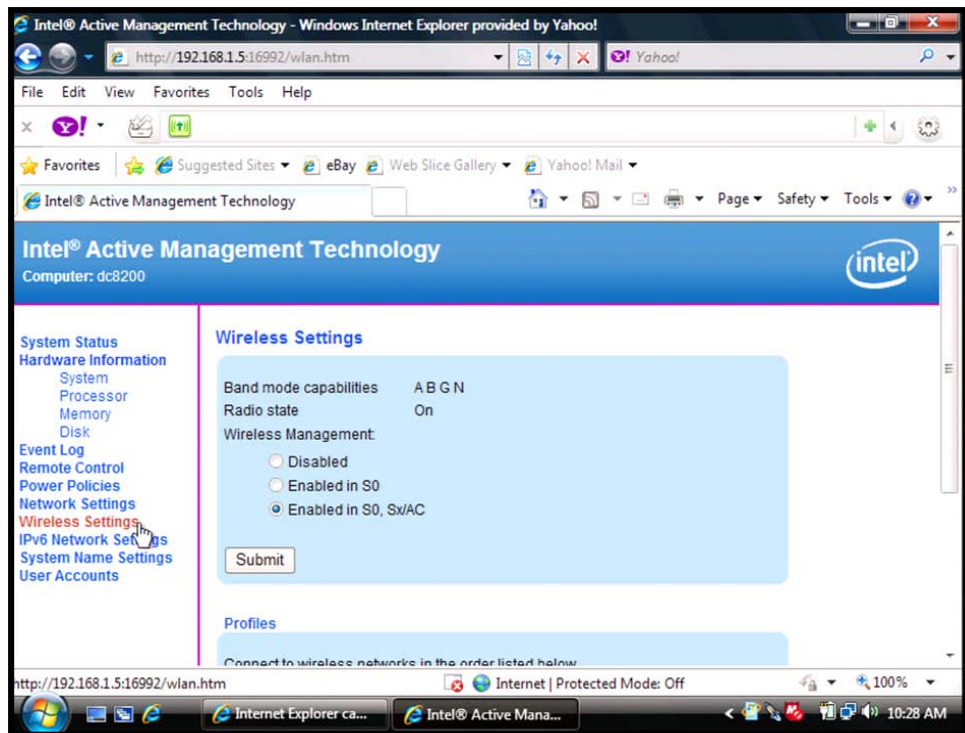 Intel® Active Management Technology - Windows Internet Explorer provided by Yahoo!
http://192.168.1.5:16992/wlan.htm
Yahoo!
File Edit View Favorites Tools Help
Y!
Favorites Suggested Sites eBay Web Slice Gallery Yahoo! Mail
Intel® Active Management Technology
Page Safety Tools
Intel® Active Management Technology
Computer: dc8200
intel
System Status
Hardware Information
System
Processor
Memory
Disk
Event Log
Remote Control
Power Policies
Network Settings
Wireless Settings
IPv6 Network Settings
System Name Settings
User Accounts
Wireless Settings
Band mode capabilities A B G N
Radio state On
Wireless Management:
Disabled
Enabled in S0
Enabled in S0, Sx/AC
Submit
Profiles
Connect to wireless networks in the order listed below
http://192.168.1.5:16992/wlan.htm
Internet | Protected Mode: Off
100%
Internet Explorer ca...
Intel® Active Mana...
10:28 AM